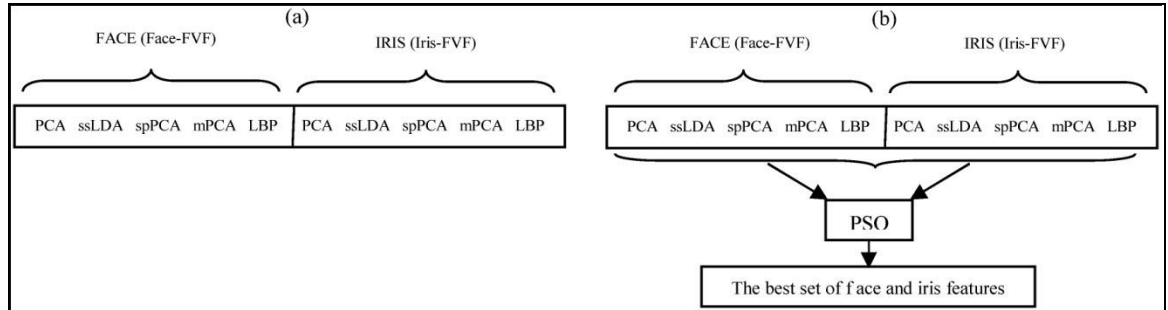 (a)
FACE (Face-FVF) IRIS (Iris-FVF)
PCA ssLDA spPCA mPCA LBP PCA ssLDA spPCA mPCA LBP
(b)
FACE (Face-FVF) IRIS (Iris-FVF)
PCA ssLDA spPCA mPCA LBP PCA ssLDA spPCA mPCA LBP
PSO
The best set of face and iris features